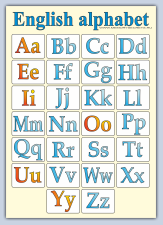 English alphabet
Aa Bb Cc Dd
Ee Ff Gg Hh
Ii Jj Kk Ll
Mm Nn Oo Pp
Qq Rr Ss Tt
Uu Vv Ww Xx
Yy Zz